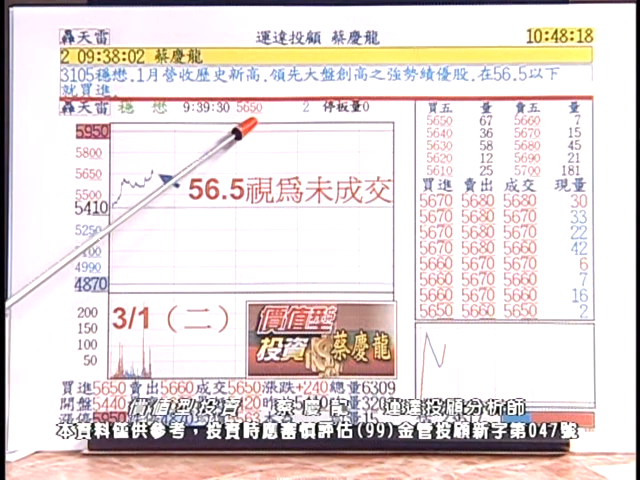 轟天雷 運達投顧 蔡慶龍 10:48:18
2 09:38:02 蔡慶龍
3105穩懋.1月營收歷史新高.領先大盤創高之強勢績優股.在56.5以下
就買進.
轟天雷 穩 懋 9:39:30 5650 2 停板量0
買五 量 賣五 量
5650 67 5660 7
5640 36 5670 15
5630 58 5680 45
5620 12 5690 21
5610 25 5700 181
買進 賣出 成交 現量
5670 5680 5680 30
5670 5680 5670 33
5670 5680 5670 22
5670 5680 5660 42
5660 5670 5670 6
5660 5670 5660 7
5660 5670 5660 16
5650 5660 5650 2
5950
5800
5650
5500
5410
5250
4990
4870
56.5視為未成交
200
150
100
50
3/1（二）
價值型
投資 蔡慶龍
買進5650賣出5660成交5650漲跌+240總量6309
開盤5440
價值型投資 蔡慶龍 運達投顧分析師
本資料僅供參考，投資時應審慎評估(99)金管投顧新字第047號